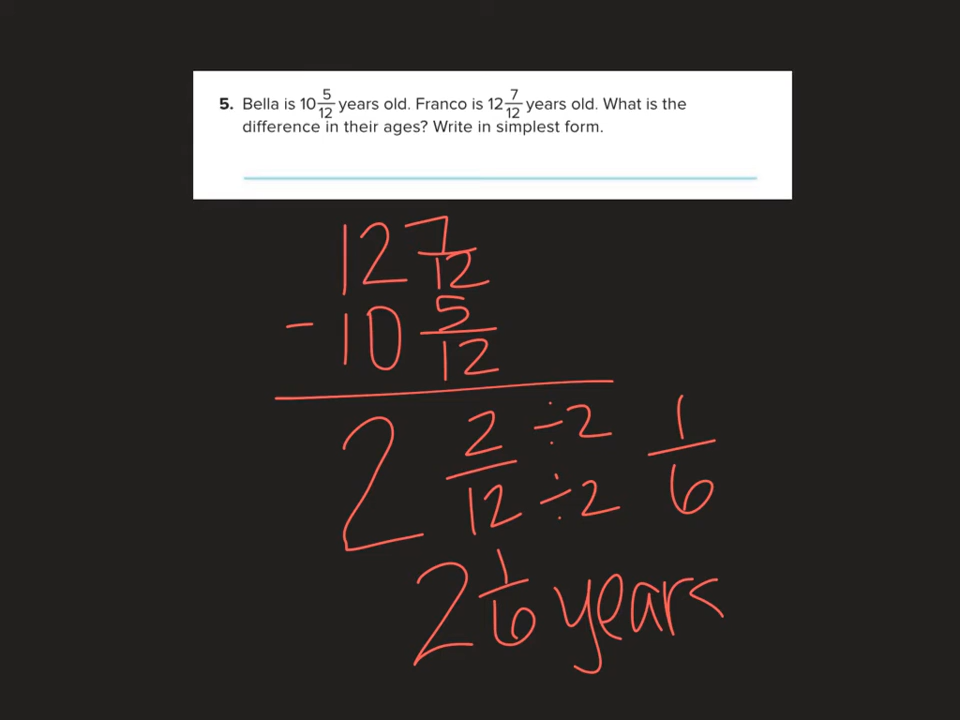 5. Bella is 10 5/12 years old. Franco is 12 7/12 years old. What is the
difference in their ages? Write in simplest form.
12 7/12
- 10 5/12
2 2/12 ÷2 ÷2 1/6
2 1/6 years